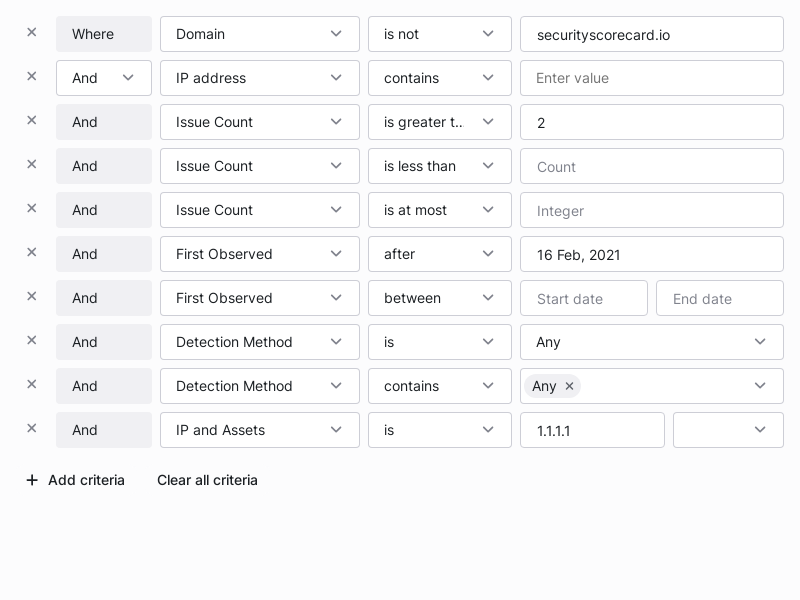 Where Domain is not securityscorecard.io
And IP address contains Enter value
And Issue Count is greater t... 2
And Issue Count is less than Count
And Issue Count is at most Integer
And First Observed after 16 Feb, 2021
And First Observed between Start date End date
And Detection Method is Any
And Detection Method contains Any
And IP and Assets is 1.1.1.1
Add criteria Clear all criteria